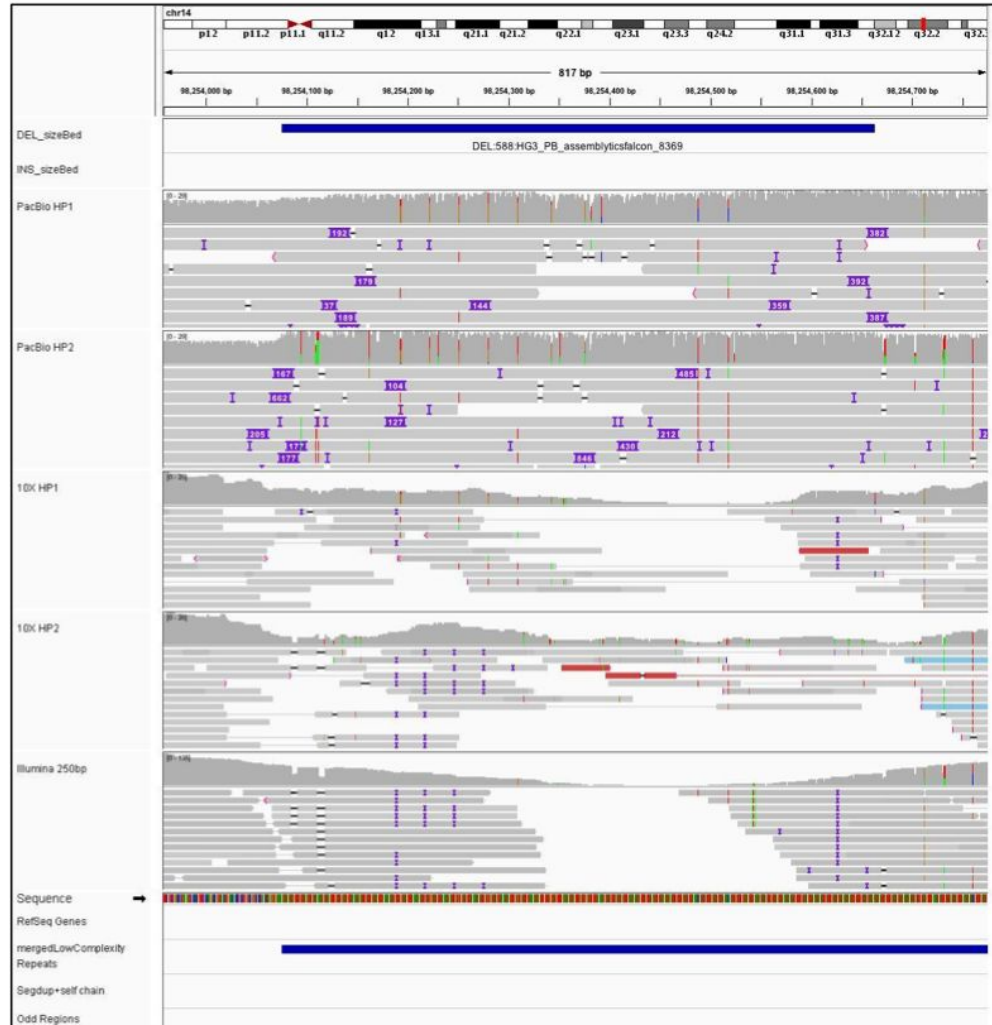 chr14
p12 p11.2 p11.1 q11.2 q12 q13.1 q21.1 q21.2 q22.1 q23.1 q23.3 q24.2 q31.1 q31.3 q32.12 q32.2
817 bp
98,254,000 bp 98,254,100 bp 98,254,200 bp 98,254,300 bp 98,254,400 bp 98,254,500 bp 98,254,600 bp 98,254,700 bp
DEL_sizeBed
DEL:588:HG3_PB_assemblyticsfalcon_8369
INS_sizeBed
PacBio HP1
192 382
179 392
37 144 359
189 387
PacBio HP2
167 485
104
662
127
205 212
177 430
177 646
10X HP1
10X HP2
Illumina 250bp
Sequence
RefSeq Genes
mergedLowComplexity
Repeats
Segdup+self chain
Odd Regions